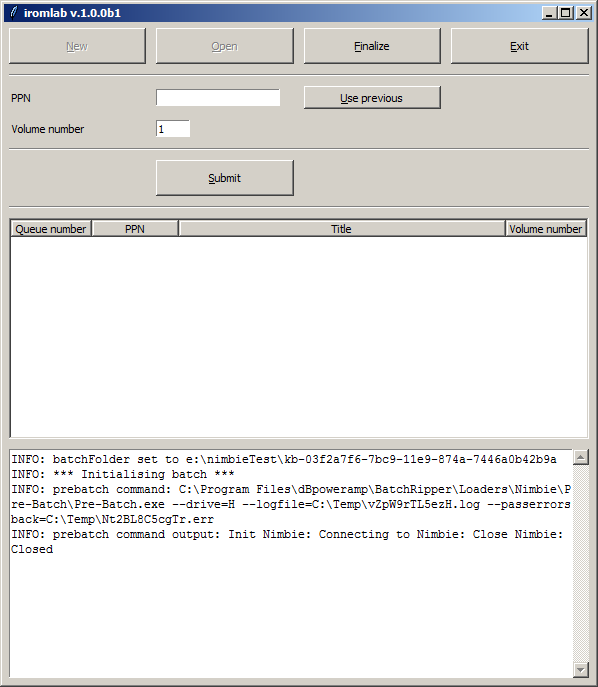 iromlab v.1.0.0b1
New Open Finalize Exit
PPN Use previous
Volume number 1
Submit
Queue number PPN Title Volume number
INFO: batchFolder set to e:\nimbieTest\kb-03f2a7f6-7bc9-11e9-874a-7446a0b42b9a
INFO: *** Initialising batch ***
INFO: prebatch command: C:\Program Files\dBpoweramp\BatchRipper\Loaders\Nimbie\P
re-Batch\Pre-Batch.exe --drive=H --logfile=C:\Temp\vZpW9rTL5ezH.log --passerrors
back=C:\Temp\Nt2BL8C5cgTr.err
INFO: prebatch command output: Init Nimbie: Connecting to Nimbie: Close Nimbie:
Closed